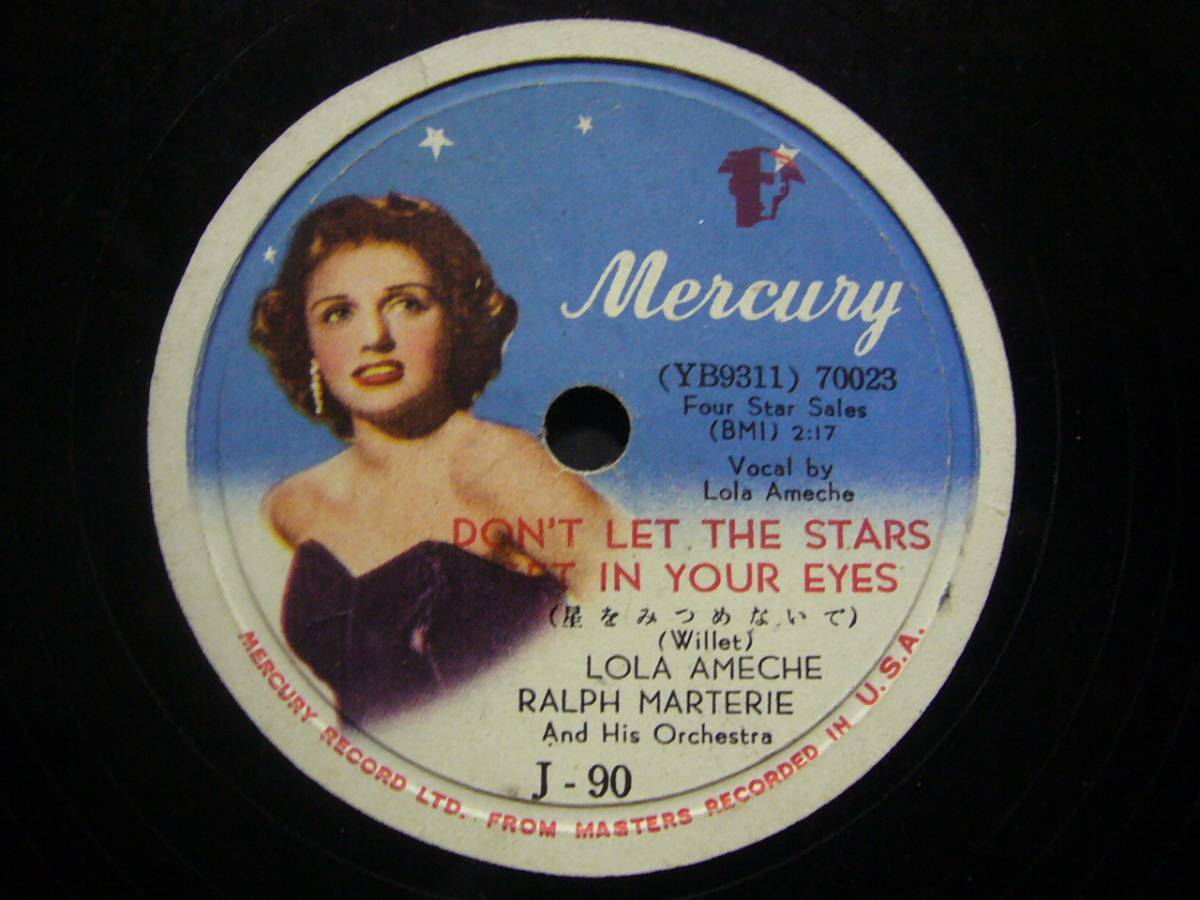 Mercury
(YB9311) 70023
Four Star Sales
(BMI) 2:17
Vocal by
Lola Ameche
DON'T LET THE STARS
GET IN YOUR EYES
(星をみつめないで)
(Willet)
LOLA AMECHE
RALPH MARTERIE
And His Orchestra
J-90
MERCURY RECORD LTD. FROM MASTERS RECORDED IN U.S.A.